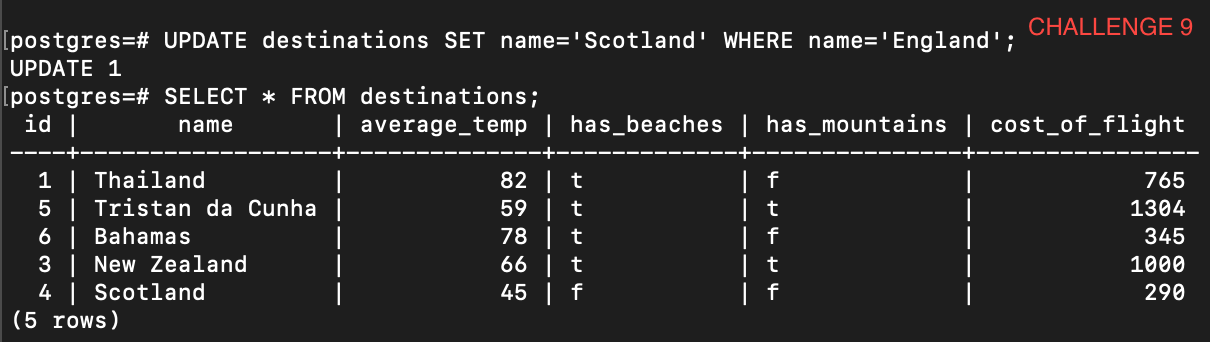 CHALLENGE 9
postgres=# UPDATE destinations SET name='Scotland' WHERE name='England';
UPDATE 1
postgres=# SELECT * FROM destinations;
 id |       name       | average_temp | has_beaches | has_mountains | cost_of_flight
----+------------------+--------------+-------------+---------------+----------------
  1 | Thailand         |           82 | t           | f             |            765
  5 | Tristan da Cunha |           59 | t           | t             |           1304
  6 | Bahamas          |           78 | t           | f             |            345
  3 | New Zealand      |           66 | t           | t             |           1000
  4 | Scotland         |           45 | f           | f             |            290
(5 rows)